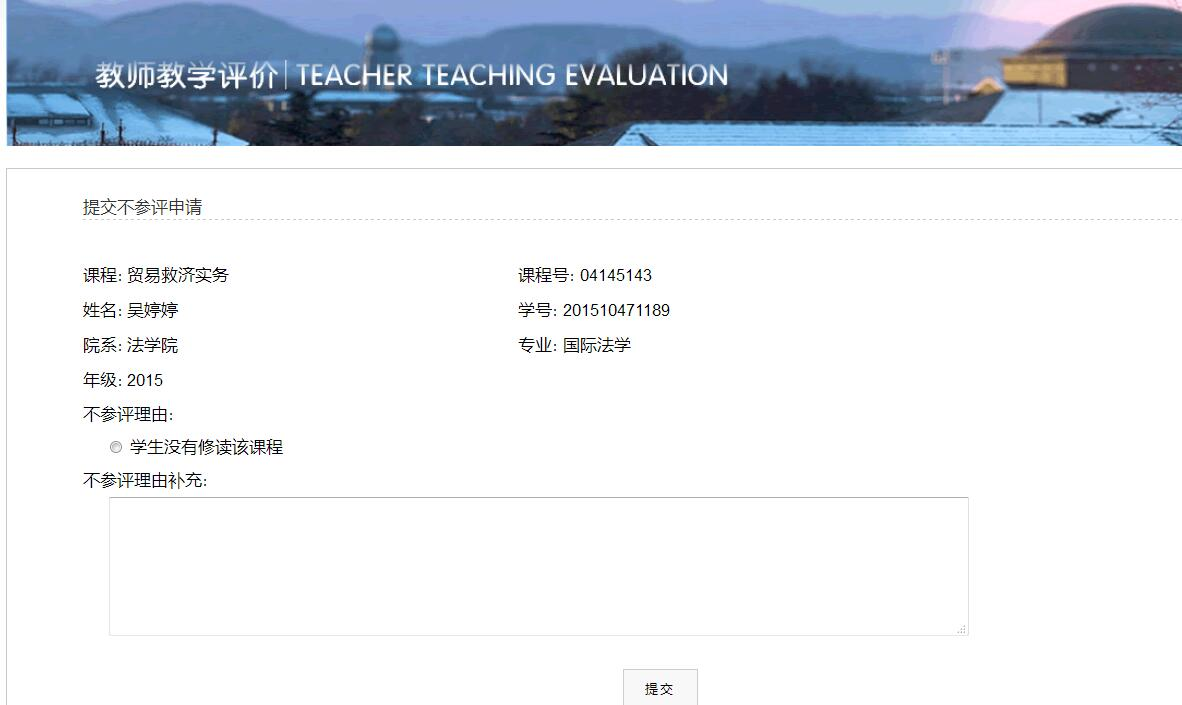 教师教学评价|TEACHER TEACHING EVALUATION
提交不参评申请
课程: 贸易救济实务 课程号: 04145143
姓名: 吴婷婷 学号: 201510471189
院系: 法学院 专业: 国际法学
年级: 2015
不参评理由:
学生没有修读该课程
不参评理由补充:
提交